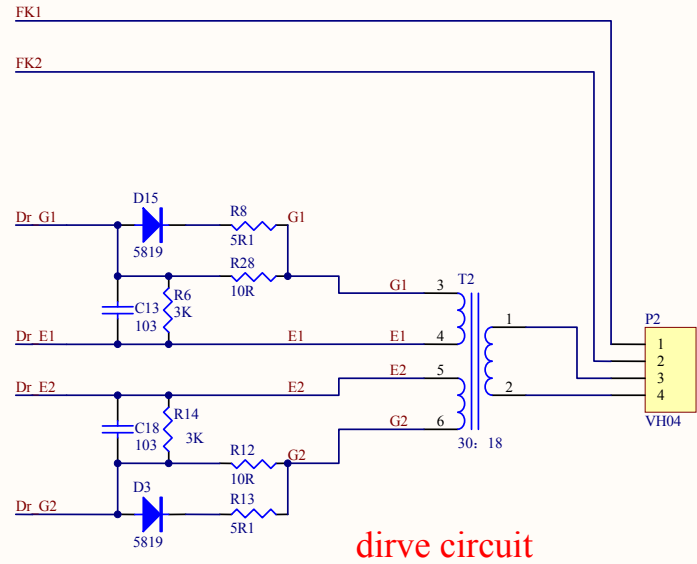 FK1
FK2
D15
Dr_G1
R8
G1
5819
5R1
R28
T2
10R
G1
3
C13
R6
3K
103
1
P2
Dr_E1
E1
E1
4
1
2
E2
5
3
Dr_E2
E2
2
4
VH04
C18
R14
103
3K
G2
6
R12
G2
30：18
10R
D3
R13
Dr_G2
5819
5R1
dirve circuit